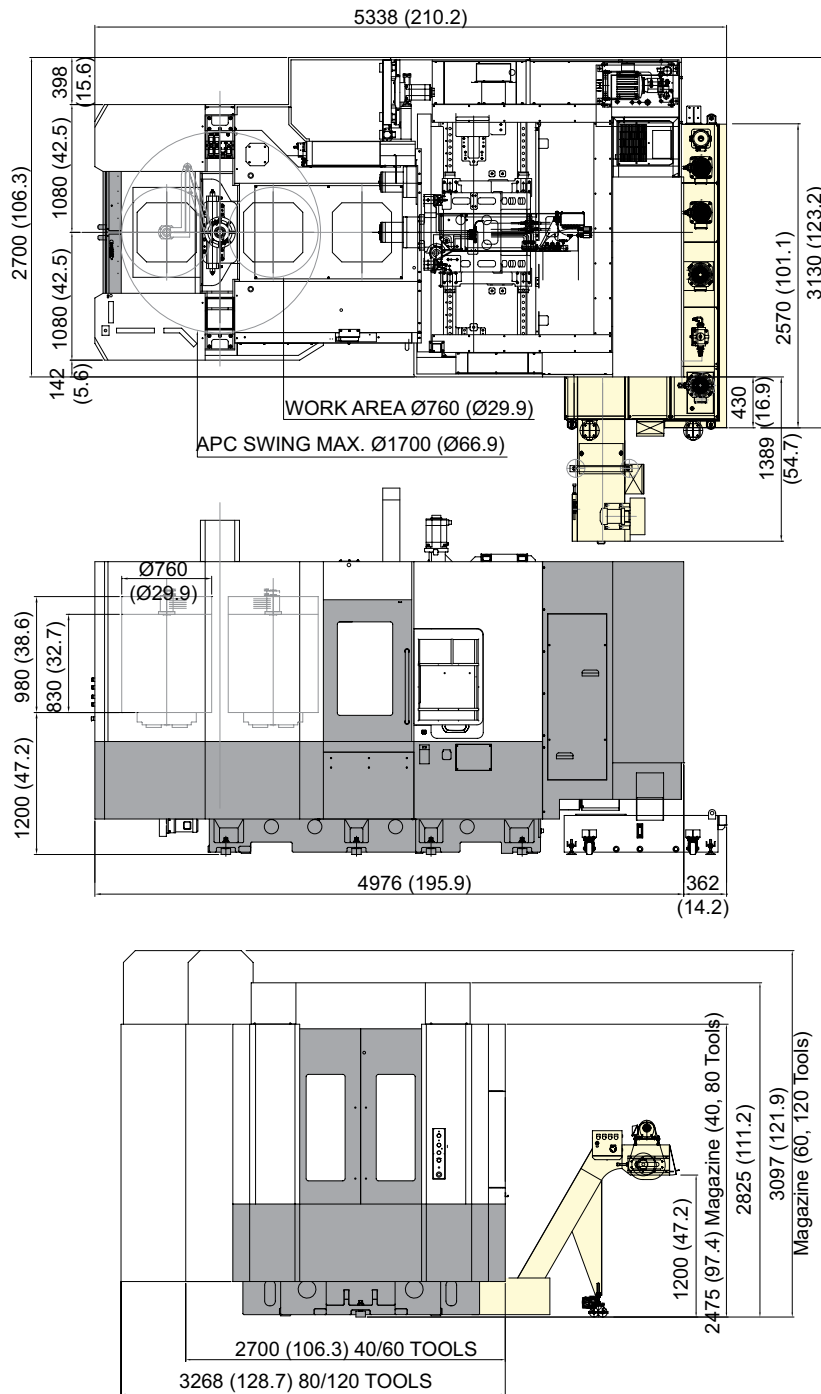 5338 (210.2)
398
(15.6)
1080 (42.5)
2700 (106.3)
1080 (42.5)
142
(5.6)
3130 (123.2)
2570 (101.1)
430
(16.9)
1389
(54.7)
WORK AREA Ø760 (Ø29.9)
APC SWING MAX. Ø1700 (Ø66.9)
Ø760
(Ø29.9)
980 (38.6)
830 (32.7)
1200 (47.2)
4976 (195.9)
362
(14.2)
1200 (47.2)
2475 (97.4) Magazine (40, 80 Tools)
2825 (111.2)
3097 (121.9)
Magazine (60, 120 Tools)
2700 (106.3) 40/60 TOOLS
3268 (128.7) 80/120 TOOLS